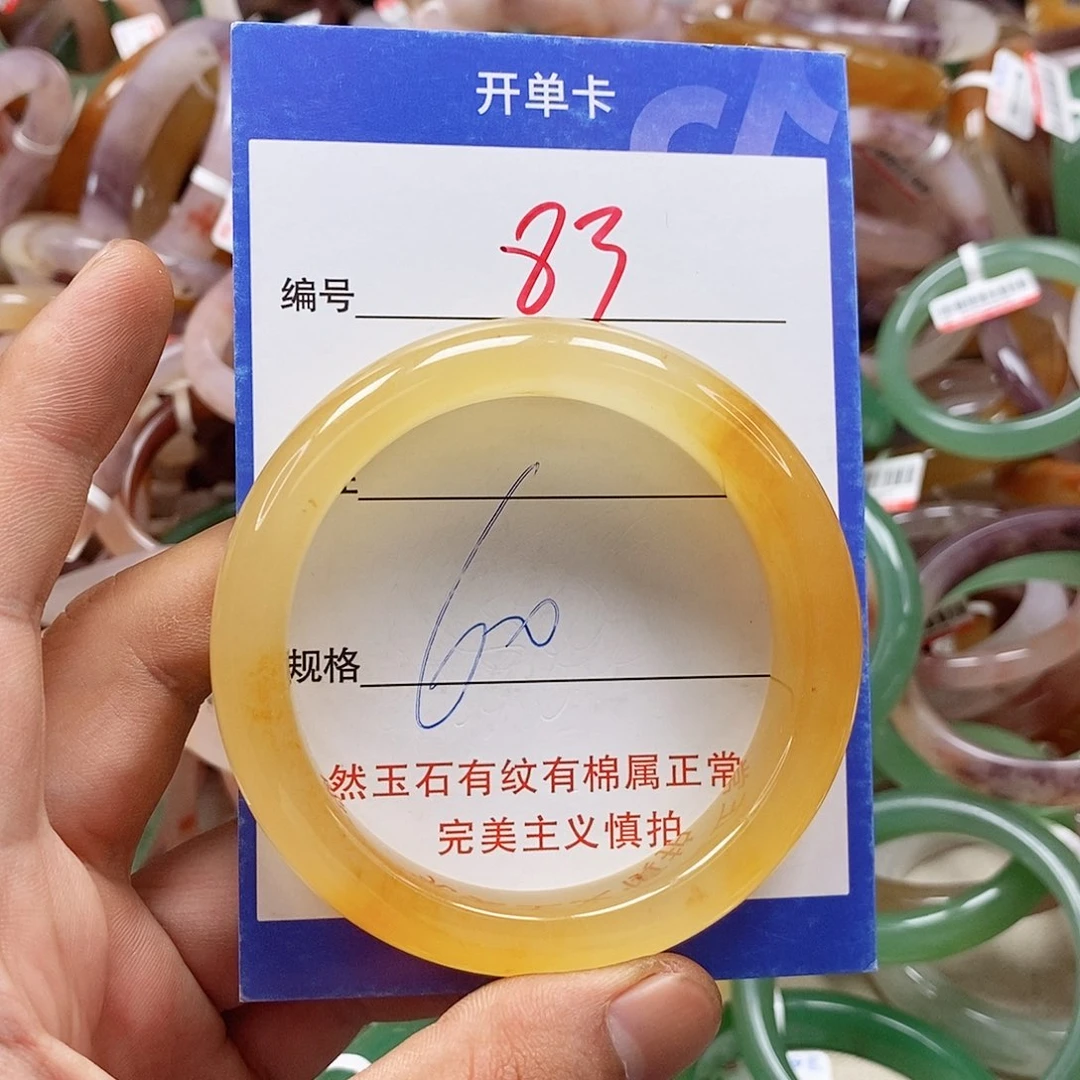 开单卡
编号 83
规格 60
然玉石有纹有棉属正常
完美主义慎拍